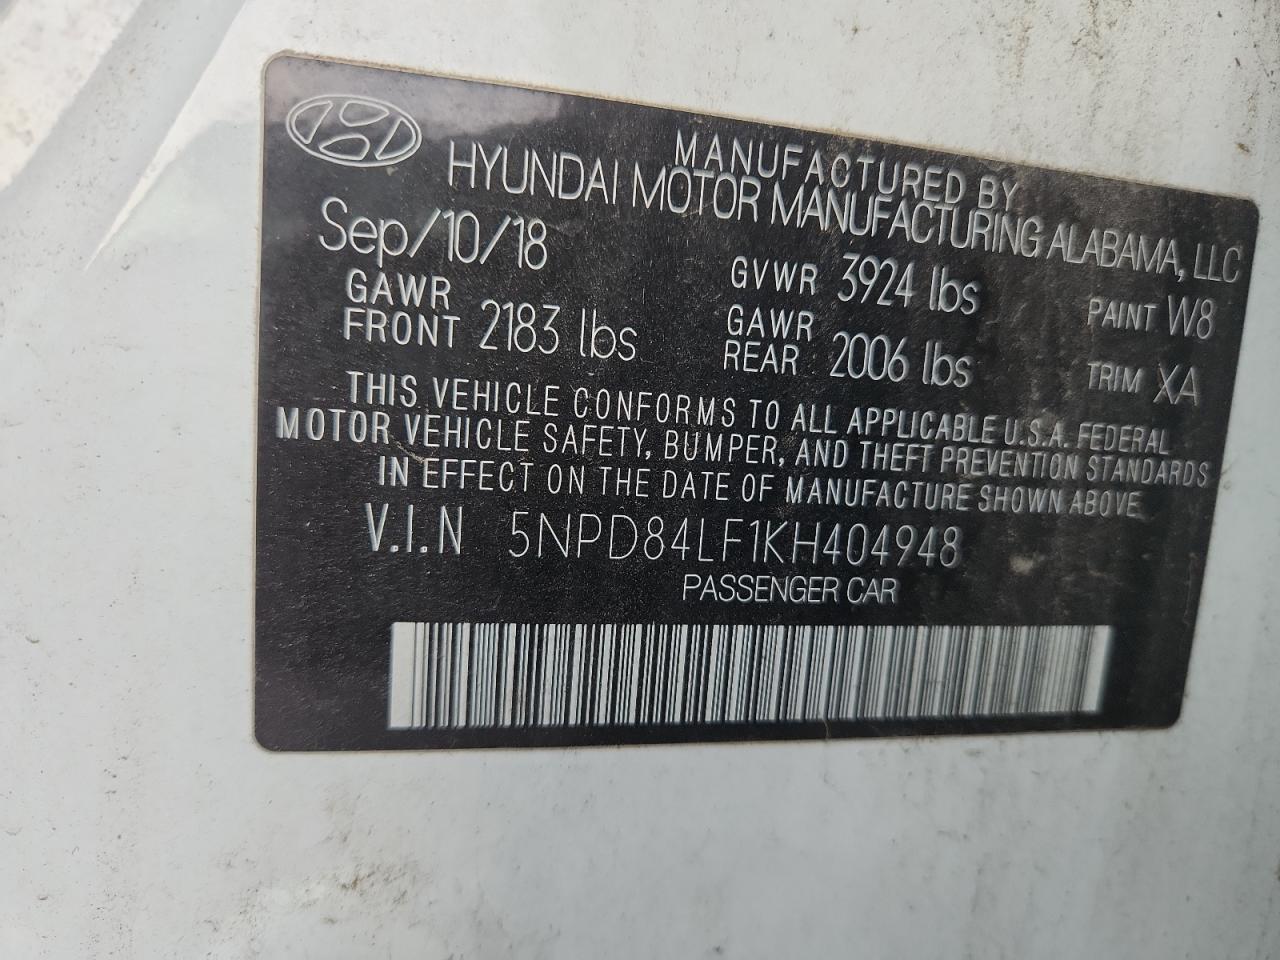 MANUFACTURED BY
HYUNDAI MOTOR MANUFACTURING ALABAMA, LLC
Sep/10/18
GAWR FRONT 2183 lbs
GVWR 3924 lbs
GAWR REAR 2006 lbs
PAINT W8
TRIM XA
THIS VEHICLE CONFORMS TO ALL APPLICABLE U.S.A. FEDERAL
MOTOR VEHICLE SAFETY, BUMPER, AND THEFT PREVENTION STANDARDS
IN EFFECT ON THE DATE OF MANUFACTURE SHOWN ABOVE
V.I.N 5NPD84LF1KH404948
PASSENGER CAR